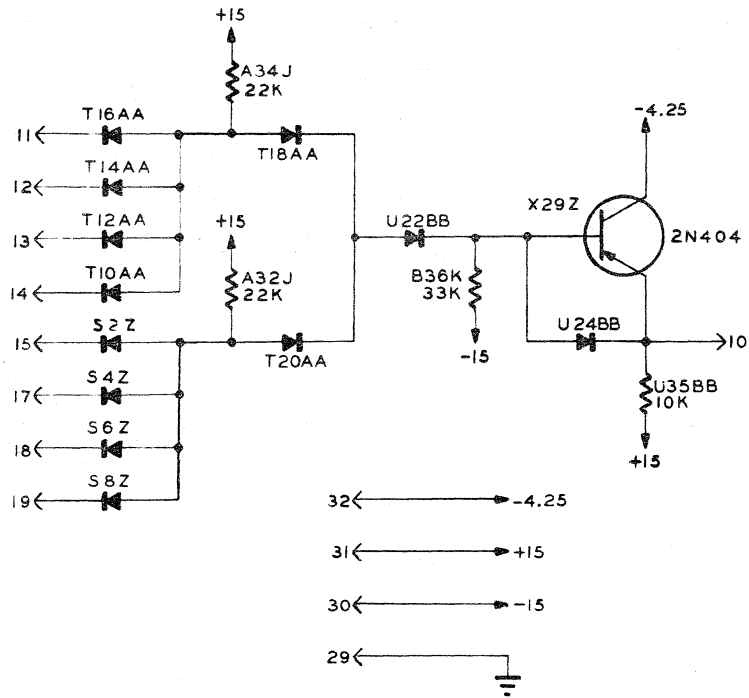 +15
A34J
22K
T16AA
11
T18AA
-4.25
T14AA
12
X29Z
T12AA
+15
U22BB
13
2N404
T10AA
A32J
22K
B36K
33K
14
S2Z
U24BB
15
T20AA
-15
10
S4Z
17
U35BB
10K
S6Z
18
+15
S8Z
19
32
-4.25
31
+15
30
-15
29